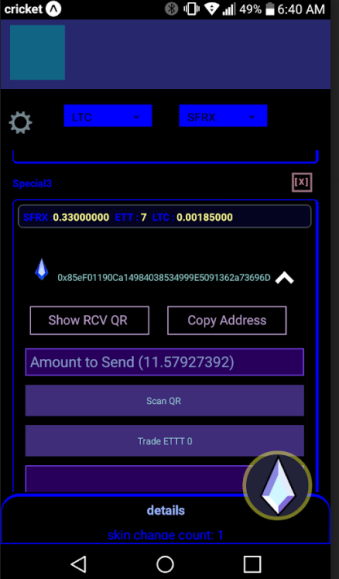 cricket 49% 6:40 AM
LTC SFRX
Special3 [X]
SFRX: 0.33000000 ETT: 7 LTC: 0.00185000
0x85eF01190Ca14984038534999E5091362a73696D
Show RCV QR Copy Address
Amount to Send (11.57927392)
Scan QR
Trade ETTT 0
details
skin change count: 1